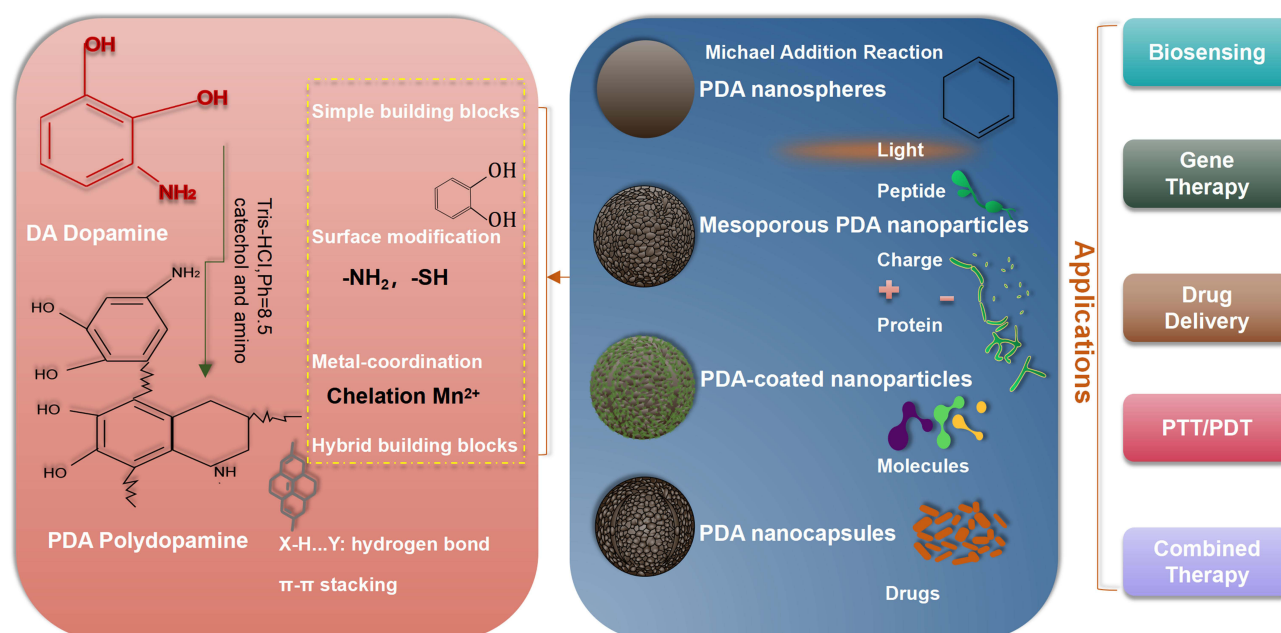 OH
OH
NH₂
DA Dopamine
Tris-HCl,Ph=8.5
catechol and amino
NH₂
HO
HO
HO
HO
NH
PDA Polydopamine
Simple building blocks
OH
OH
Surface modification
-NH₂, -SH
Metal-coordination
Chelation Mn²⁺
Hybrid building blocks
X-H...Y: hydrogen bond
π-π stacking
Michael Addition Reaction
PDA nanospheres
Light
Peptide
Mesoporous PDA nanoparticles
Charge
+ -
Protein
PDA-coated nanoparticles
Molecules
PDA nanocapsules
Drugs
Applications
Biosensing
Gene
Therapy
Drug
Delivery
PTT/PDT
Combined
Therapy